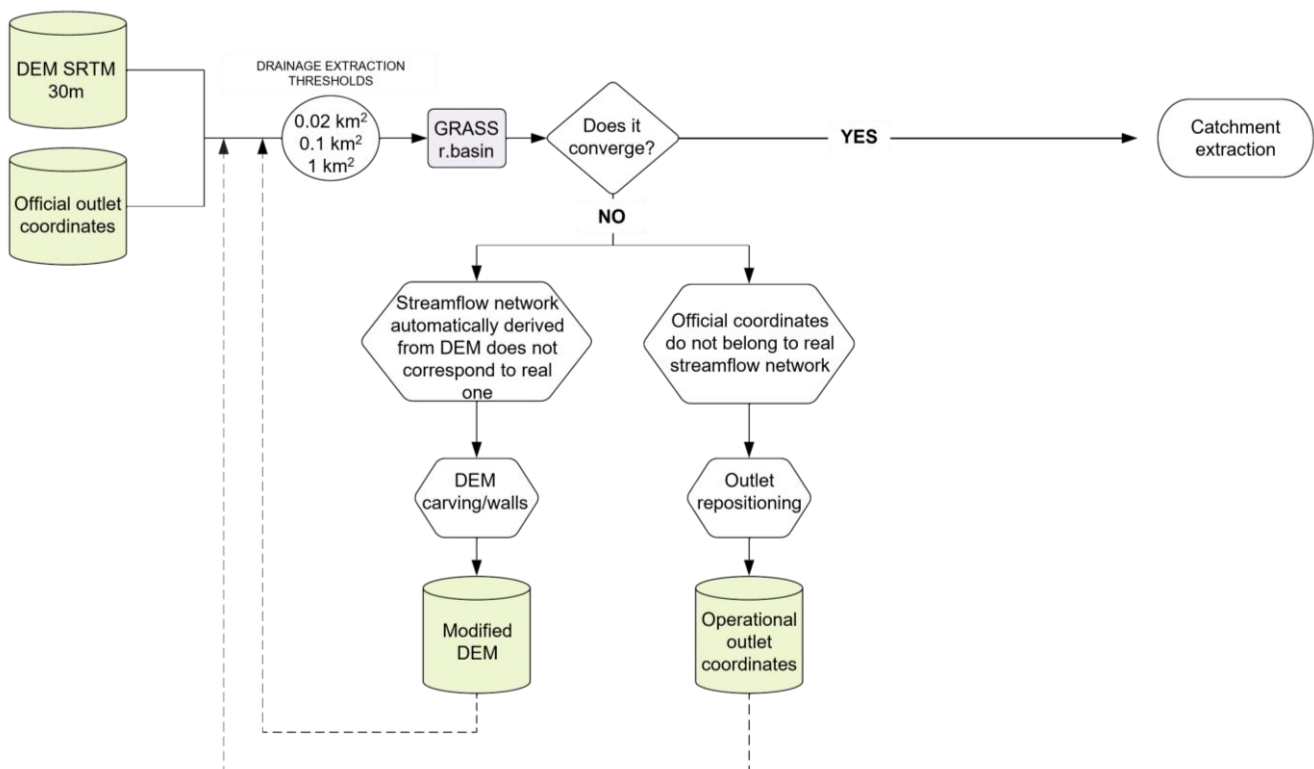 DEM SRTM
30m
Official outlet
coordinates
DRAINAGE EXTRACTION
THRESHOLDS
0.02 km²
0.1 km²
1 km²
GRASS
r.basin
Does it
converge?
YES
Catchment
extraction
NO
Streamflow network
automatically derived
from DEM does not
correspond to real
one
Official coordinates
do not belong to real
streamflow network
DEM
carving/walls
Outlet
repositioning
Modified
DEM
Operational
outlet
coordinates